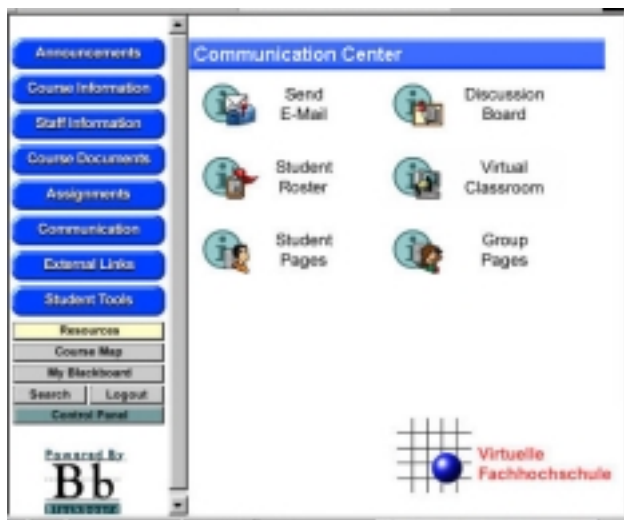 Announcements
Course Information
Staff Information
Course Documents
Assignments
Communication
External Links
Student Tools
Resources
Course Map
My Blackboard
Search Logout
Control Panel
Powered By
Bb
Communication Center
Send
E-Mail
Discussion
Board
Student
Roster
Virtual
Classroom
Student
Pages
Group
Pages
Virtuelle
Fachhochschule